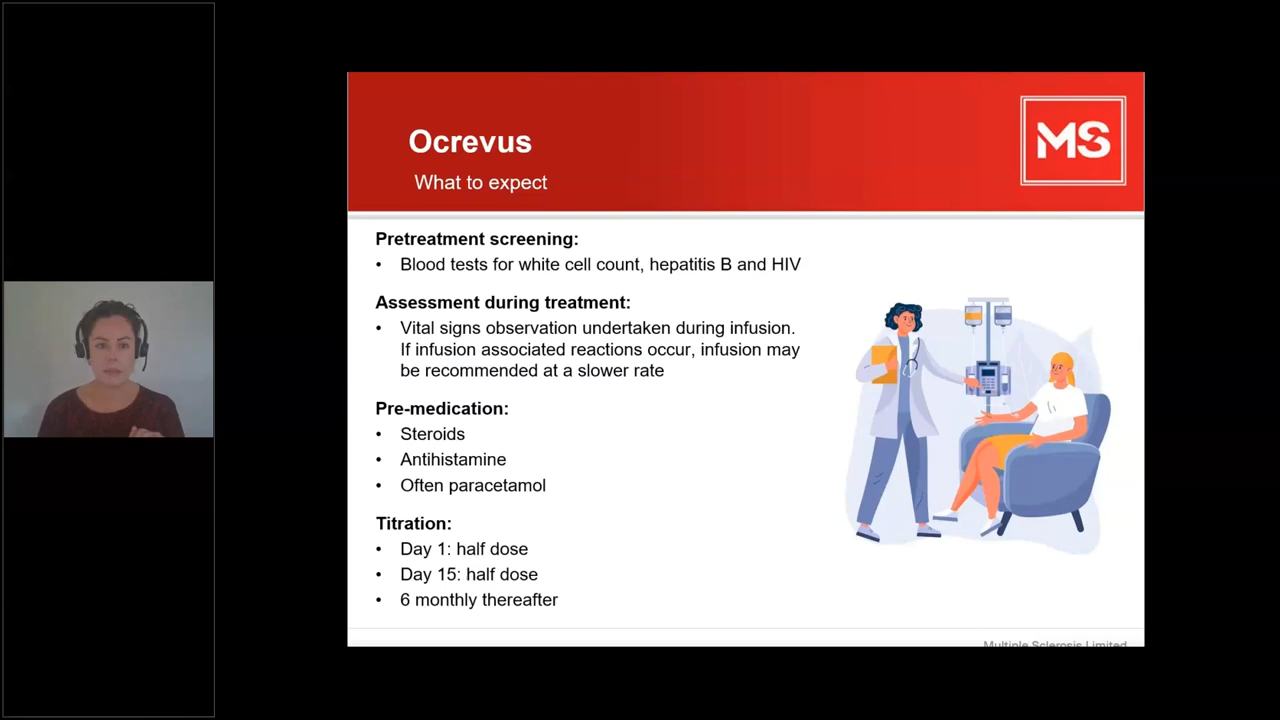 Ocrevus
MS
What to expect
Pretreatment screening:
• Blood tests for white cell count, hepatitis B and HIV
Assessment during treatment:
• Vital signs observation undertaken during infusion.
If infusion associated reactions occur, infusion may
be recommended at a slower rate
Pre-medication:
• Steroids
• Antihistamine
• Often paracetamol
Titration:
• Day 1: half dose
• Day 15: half dose
• 6 monthly thereafter
Multiple Sclerosis Limited